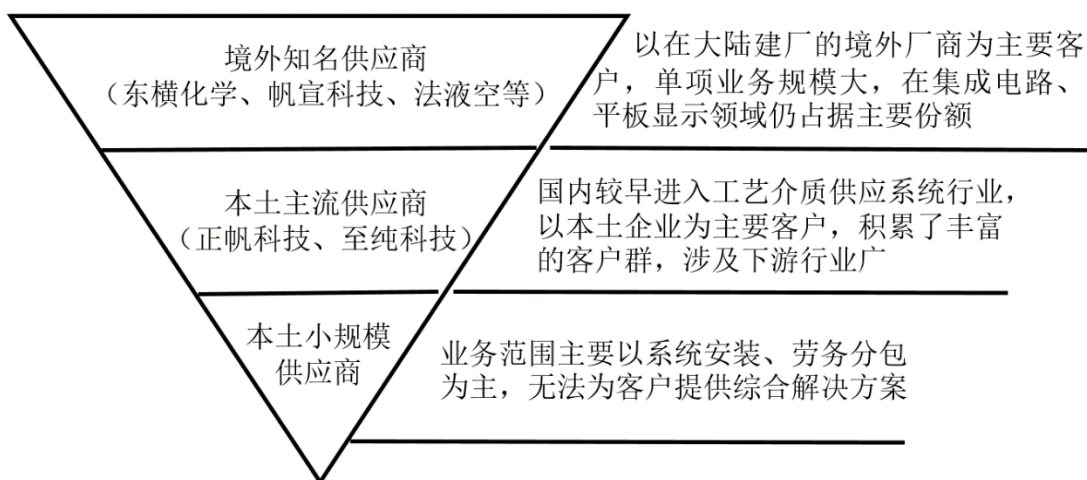 境外知名供应商
（东横化学、帆宣科技、法液空等）
以在大陆建厂的境外厂商为主要客
户，单项业务规模大，在集成电路、
平板显示领域仍占据主要份额
本土主流供应商
（正帆科技、至纯科技）
国内较早进入工艺介质供应系统行业，
以本土企业为主要客户，积累了丰富
的客户群，涉及下游行业广
本土小规模
供应商
业务范围主要以系统安装、劳务分包
为主，无法为客户提供综合解决方案